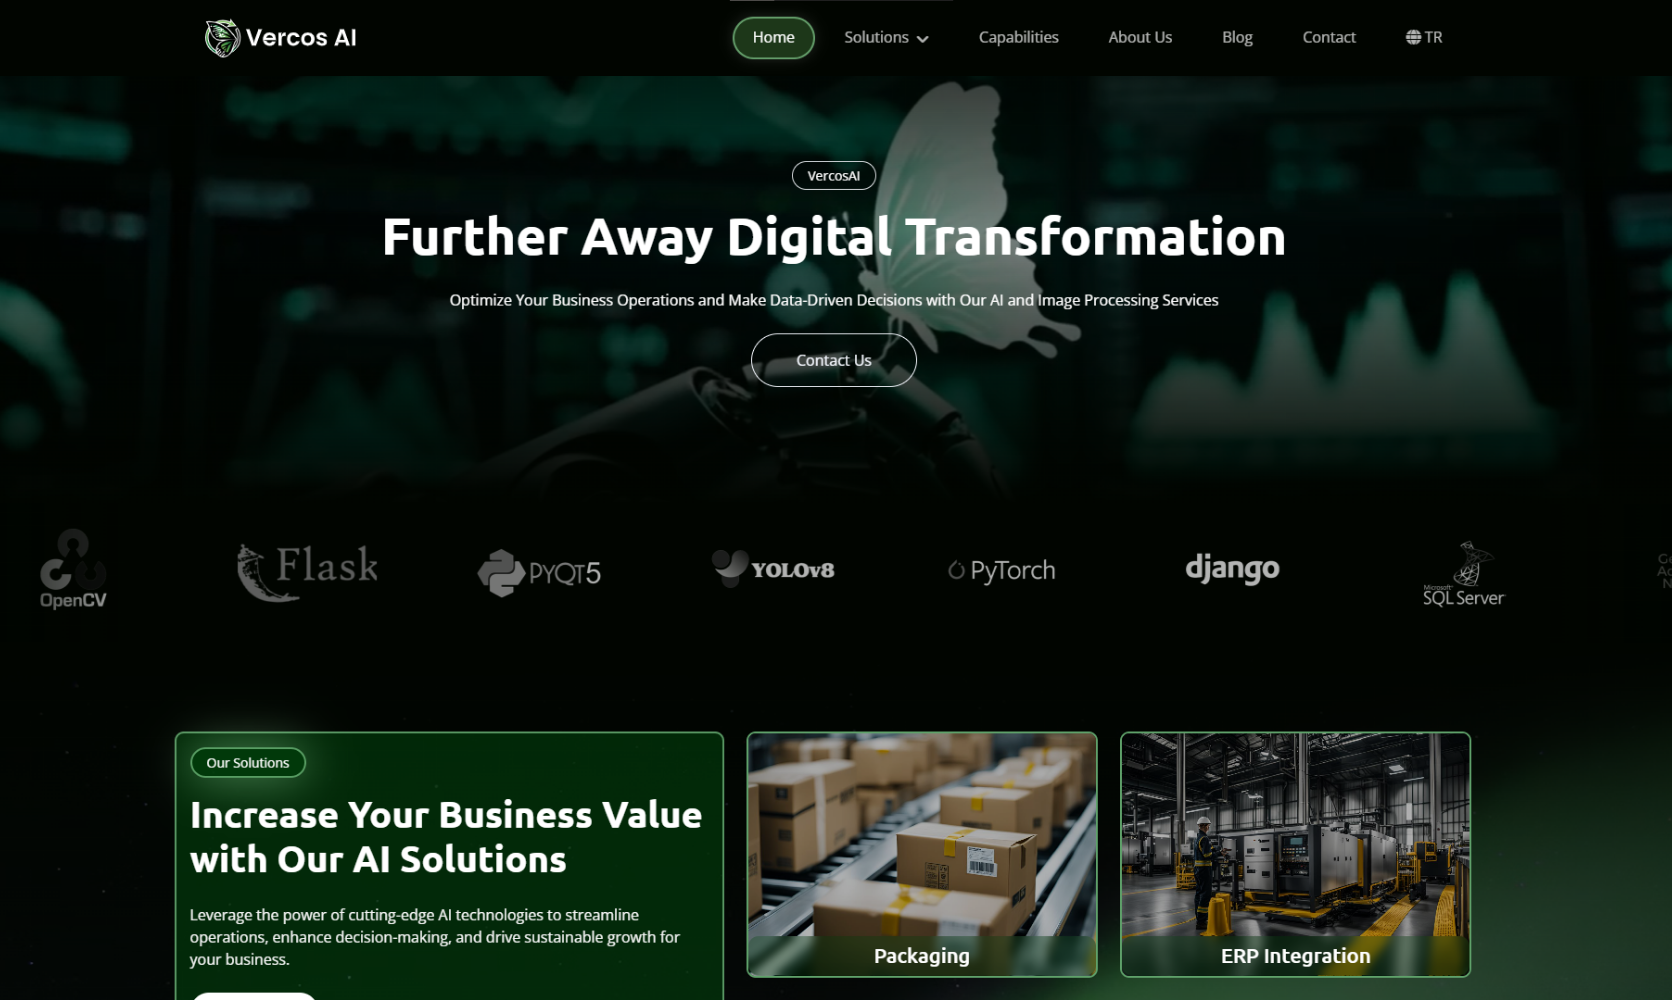 Vercos AI
Home
Solutions
Capabilities
About Us
Blog
Contact
TR
VercosAI
Further Away Digital Transformation
Optimize Your Business Operations and Make Data-Driven Decisions with Our AI and Image Processing Services
Contact Us
OpenCV
Flask
PYQT5
YOLOv8
PyTorch
django
Microsoft
SQL Server
Our Solutions
Increase Your Business Value
with Our AI Solutions
Leverage the power of cutting-edge AI technologies to streamline
operations, enhance decision-making, and drive sustainable growth for
your business.
Packaging
ERP Integration